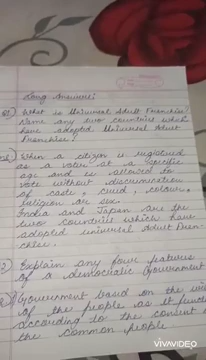 Long Answers:
Q1) What is Universal Adult Franchise?
Name any two countries which
have adopted Universal Adult
Franchise?
When a citizen is registered
as a voter at a specific
age and is allowed to
vote without discrimination
of caste, creed, colour,
religion or sex.
India and Japan are the
two countries which have
adopted universal Adult Fran-
chise.
2) Explain any four features
of a democratic Government
Government based on the
of the people as it
according to the consent of
the common people
VIVAVIDEO